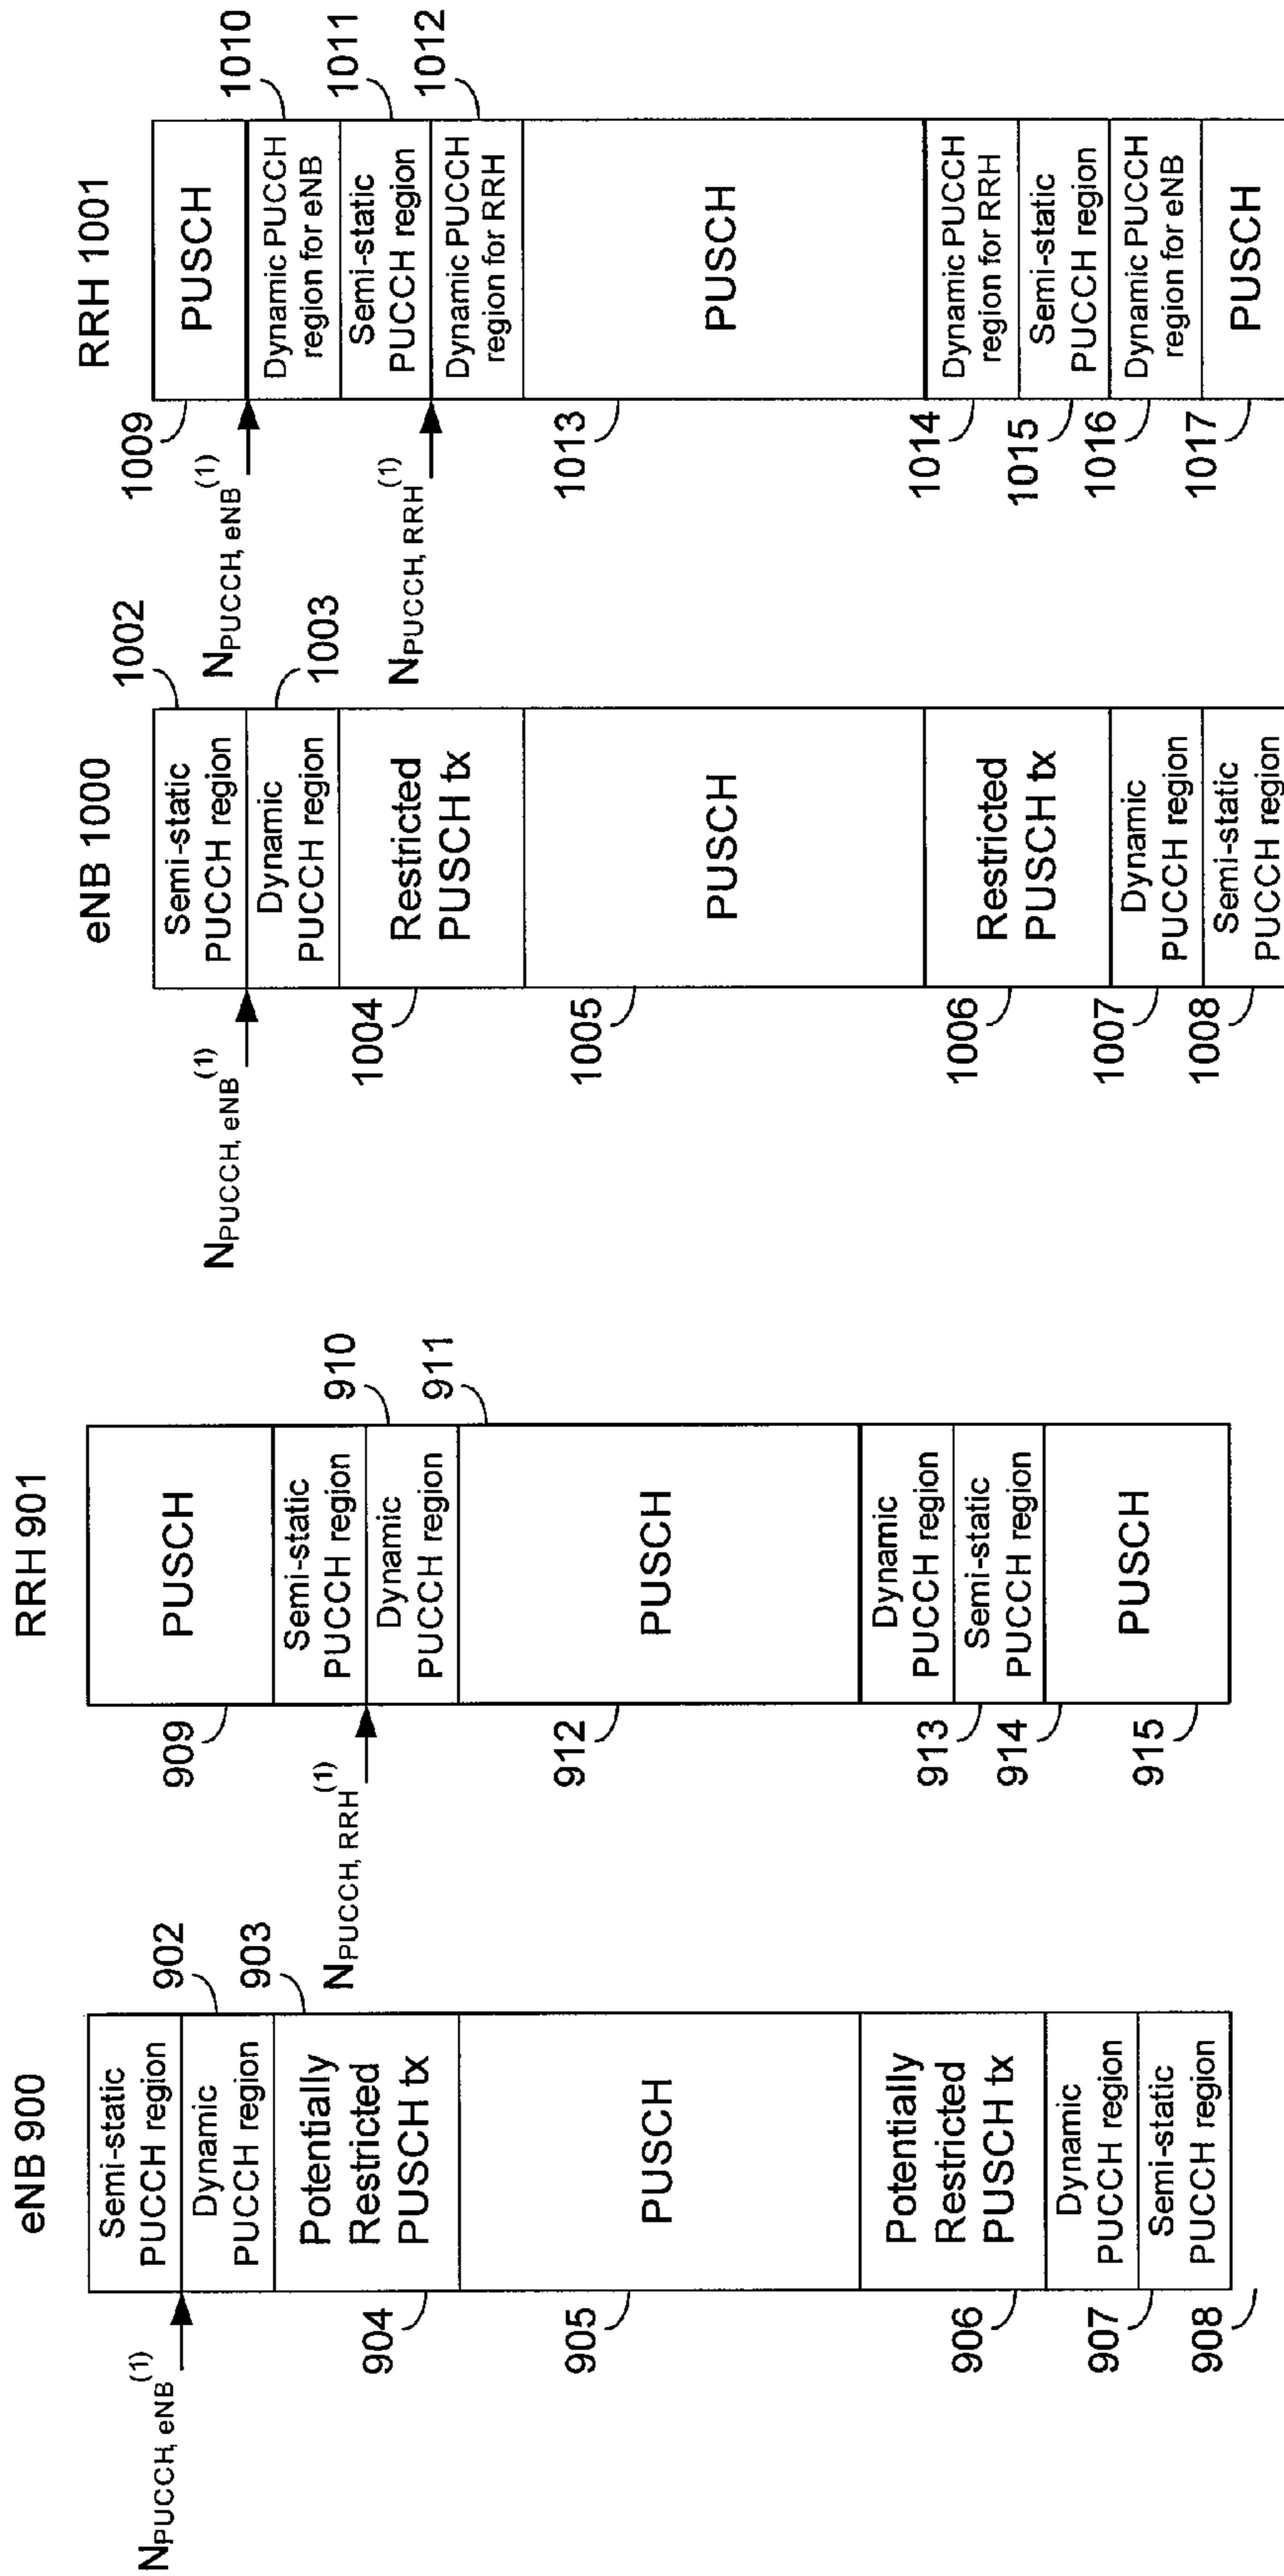 eNB 900
Semi-static
PUCCH region
902
N_PUCCH, eNB^(1)
Dynamic
PUCCH region
903
Potentially
Restricted
PUSCH tx
904
PUSCH
905
Potentially
Restricted
PUSCH tx
906
Dynamic
PUCCH region
907
Semi-static
PUCCH region
908
RRH 901
PUSCH
909
Semi-static
PUCCH region
910
N_PUCCH, RRH^(1)
Dynamic
PUCCH region
911
PUSCH
912
Dynamic
PUCCH region
913
Semi-static
PUCCH region
914
PUSCH
915
eNB 1000
Semi-static
PUCCH region
1002
N_PUCCH, eNB^(1)
Dynamic
PUCCH region
1003
Restricted
PUSCH tx
1004
PUSCH
1005
Restricted
PUSCH tx
1006
Dynamic
PUCCH region
1007
Semi-static
PUCCH region
1008
RRH 1001
PUSCH
1009
N_PUCCH, eNB^(1)
Dynamic PUCCH
region for eNB
1010
Semi-static
PUCCH region
1011
N_PUCCH, RRH^(1)
Dynamic PUCCH
region for RRH
1012
PUSCH
1013
Dynamic PUCCH
region for RRH
1014
Semi-static
PUCCH region
1015
Dynamic PUCCH
region for eNB
1016
PUSCH
1017